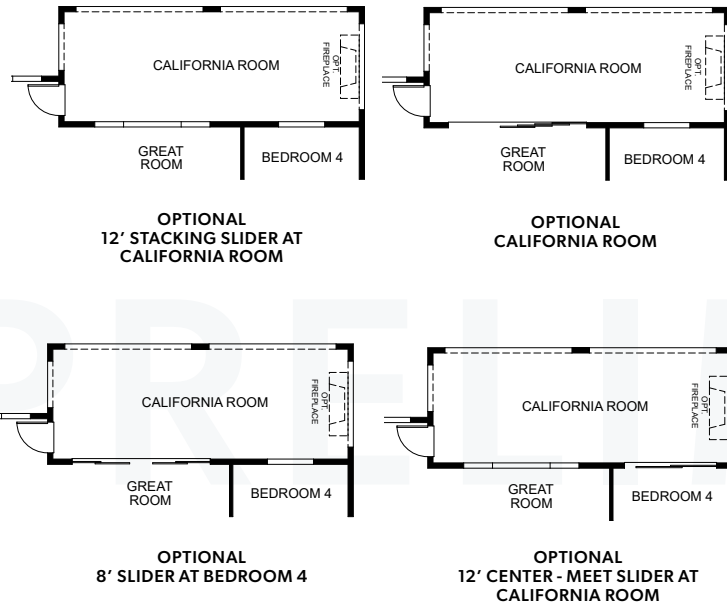 CALIFORNIA ROOM
OPT.
FIREPLACE
GREAT
ROOM
BEDROOM 4
OPTIONAL
12’ STACKING SLIDER AT
CALIFORNIA ROOM
CALIFORNIA ROOM
OPT.
FIREPLACE
GREAT
ROOM
BEDROOM 4
OPTIONAL
CALIFORNIA ROOM
CALIFORNIA ROOM
OPT.
FIREPLACE
GREAT
ROOM
BEDROOM 4
OPTIONAL
8’ SLIDER AT BEDROOM 4
CALIFORNIA ROOM
OPT.
FIREPLACE
GREAT
ROOM
BEDROOM 4
OPTIONAL
12’ CENTER - MEET SLIDER AT
CALIFORNIA ROOM
PRELI